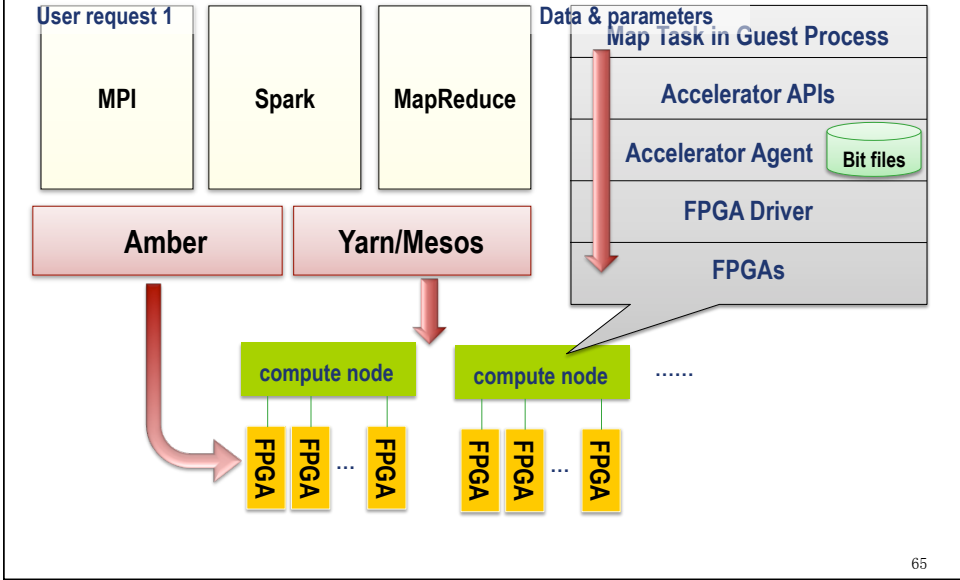 User request 1
Data & parameters
Map Task in Guest Process
MPI
Spark
MapReduce
Accelerator APIs
Accelerator Agent
Bit files
FPGA Driver
FPGAs
Amber
Yarn/Mesos
compute node
compute node
......
FPGA
FPGA
...
FPGA
FPGA
FPGA
...
FPGA
65